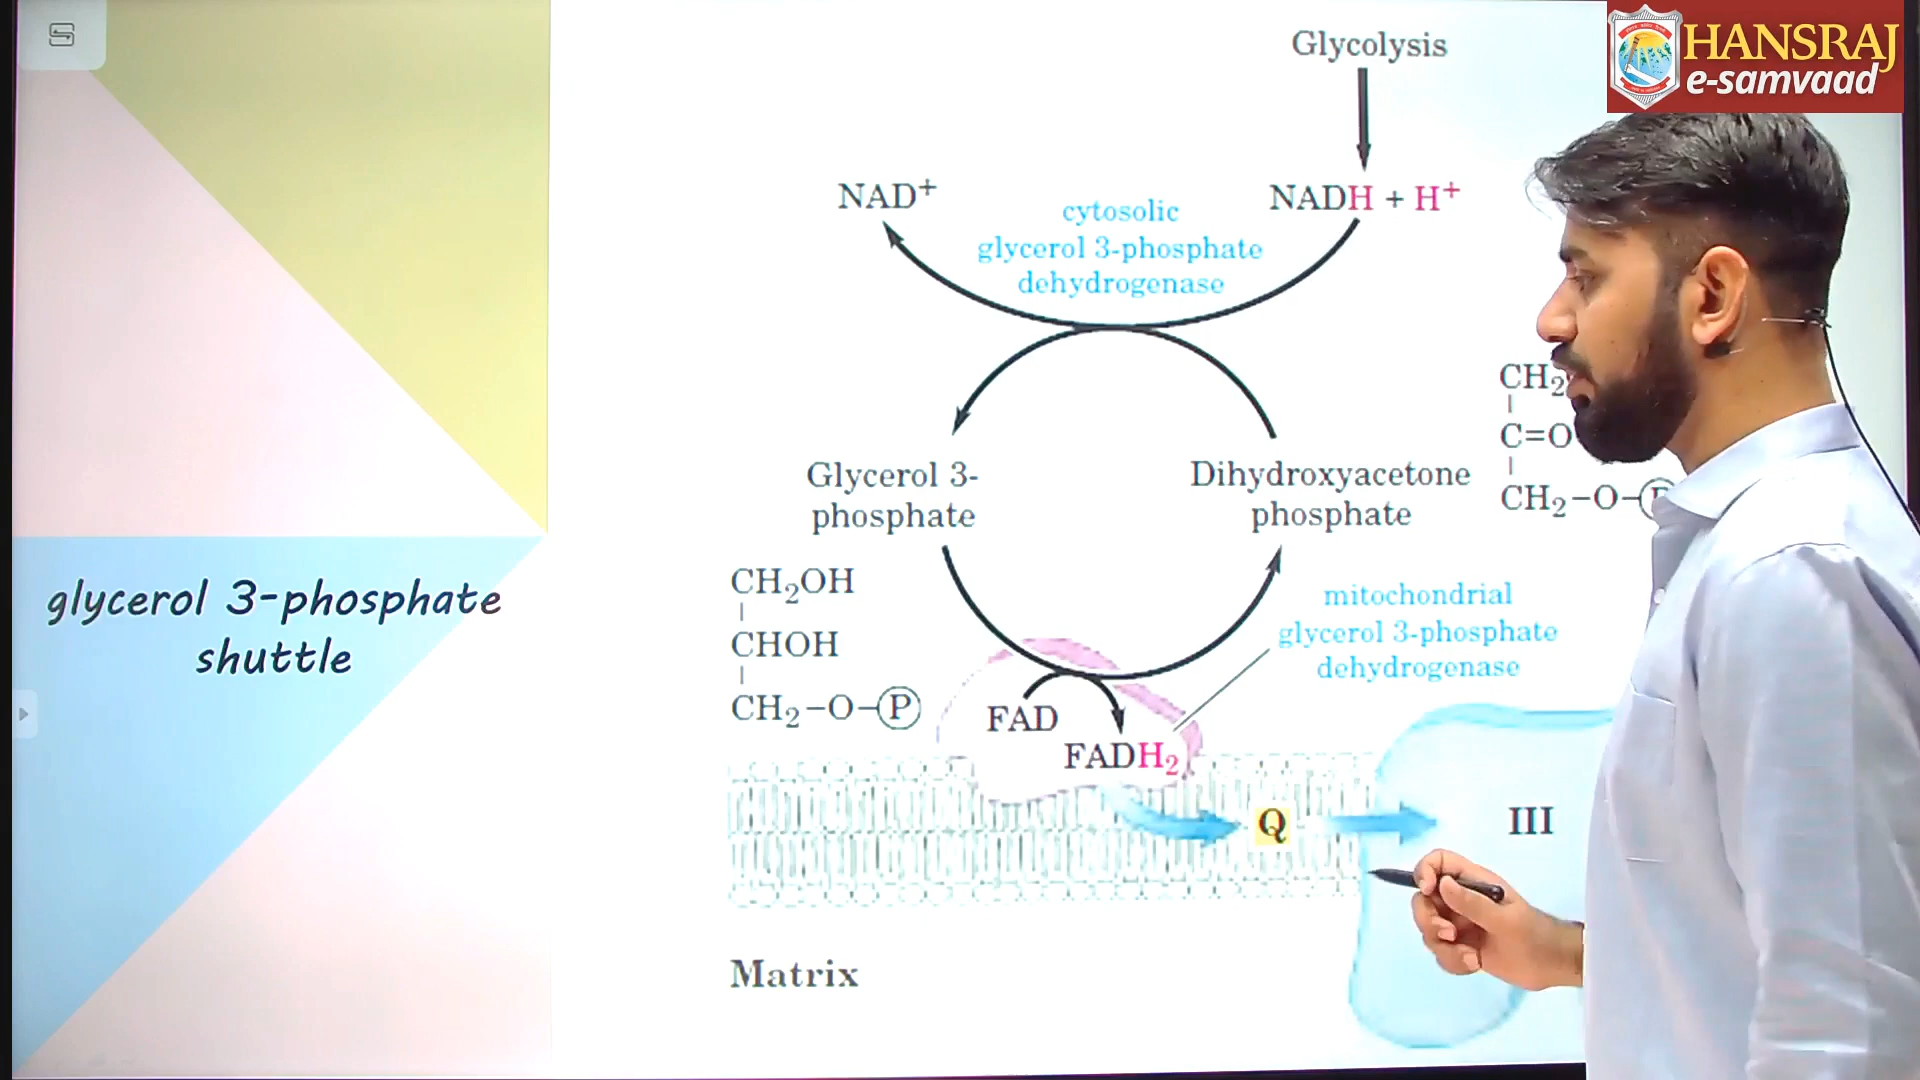 HANSRAJ
e-samvaad
Glycolysis
NAD⁺
NADH + H⁺
cytosolic
glycerol 3-phosphate
dehydrogenase
Glycerol 3-
phosphate
Dihydroxyacetone
phosphate
CH₂
C=O
CH₂-O-
CH₂OH
CHOH
CH₂-O-P
mitochondrial
glycerol 3-phosphate
dehydrogenase
FAD
FADH₂
Q
III
Matrix
glycerol 3-phosphate
shuttle